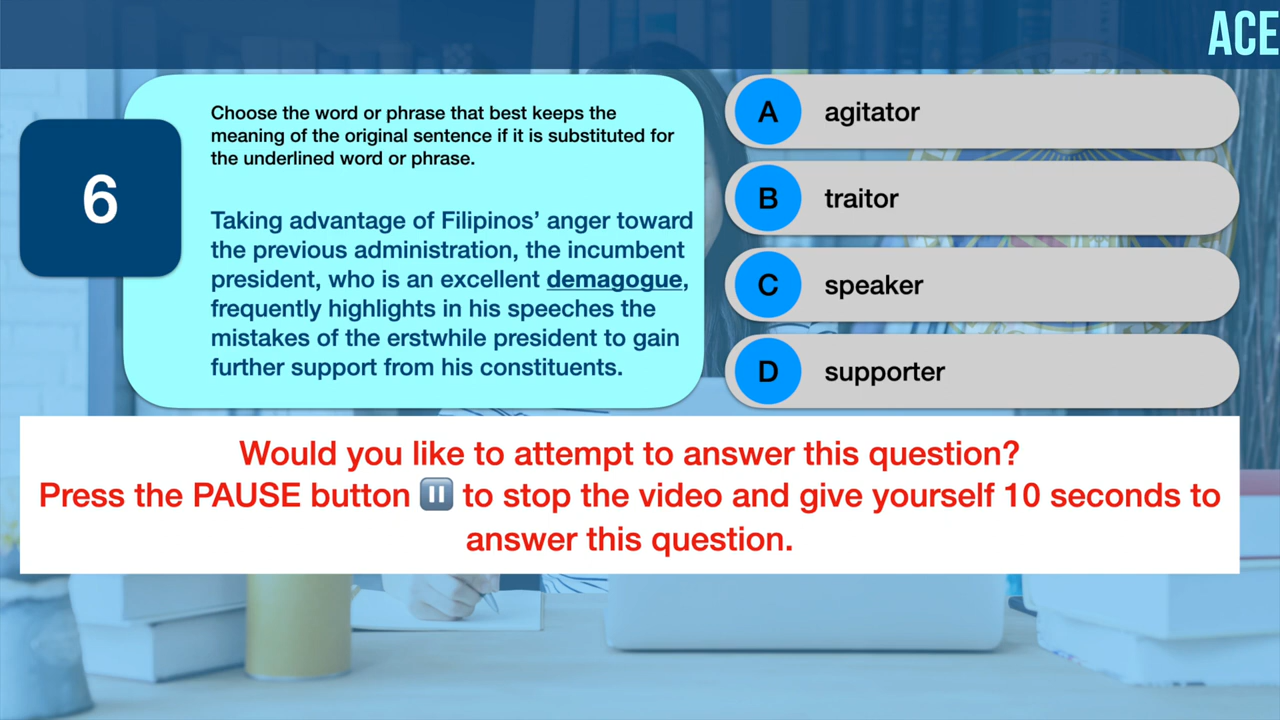 ACE
6
Choose the word or phrase that best keeps the
meaning of the original sentence if it is substituted for
the underlined word or phrase.
Taking advantage of Filipinos’ anger toward
the previous administration, the incumbent
president, who is an excellent demagogue,
frequently highlights in his speeches the
mistakes of the erstwhile president to gain
further support from his constituents.
A agitator
B traitor
C speaker
D supporter
Would you like to attempt to answer this question?
Press the PAUSE button ⏸️ to stop the video and give yourself 10 seconds to
answer this question.